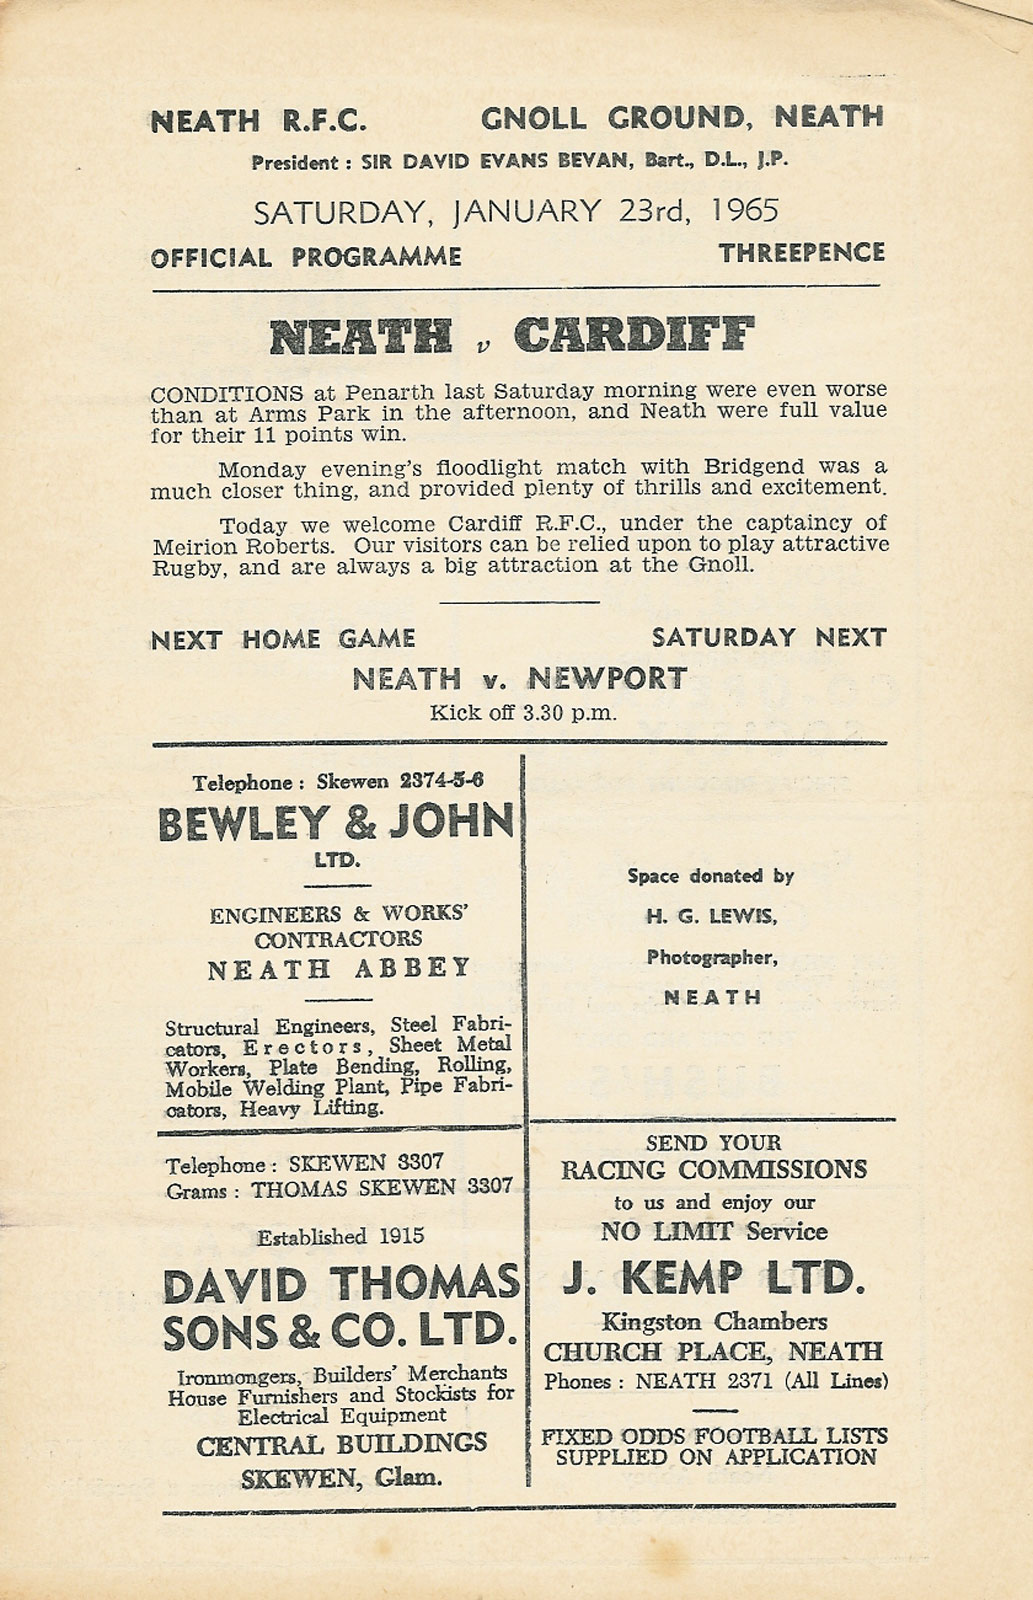 NEATH R.F.C. GNOLL GROUND, NEATH
President : SIR DAVID EVANS BEVAN, Bart., D.L., J.P.
SATURDAY, JANUARY 23rd, 1965
OFFICIAL PROGRAMME THREEPENCE
NEATH v CARDIFF
CONDITIONS at Penarth last Saturday morning were even worse
than at Arms Park in the afternoon, and Neath were full value
for their 11 points win.
Monday evening's floodlight match with Bridgend was a
much closer thing, and provided plenty of thrills and excitement.
Today we welcome Cardiff R.F.C., under the captaincy of
Meirion Roberts. Our visitors can be relied upon to play attractive
Rugby, and are always a big attraction at the Gnoll.
NEXT HOME GAME SATURDAY NEXT
NEATH v. NEWPORT
Kick off 3.30 p.m.
Telephone : Skewen 2374-5-6
BEWLEY & JOHN
LTD.
ENGINEERS & WORKS'
CONTRACTORS
NEATH ABBEY
Structural Engineers, Steel Fabri-
cators, Erectors, Sheet Metal
Workers, Plate Bending, Rolling,
Mobile Welding Plant, Pipe Fabri-
cators, Heavy Lifting.
Space donated by
H. G. LEWIS,
Photographer,
NEATH
Telephone : SKEWEN 3307
Grams : THOMAS SKEWEN 3307
Established 1915
DAVID THOMAS
SONS & CO. LTD.
Ironmongers, Builders' Merchants
House Furnishers and Stockists for
Electrical Equipment
CENTRAL BUILDINGS
SKEWEN, Glam.
SEND YOUR
RACING COMMISSIONS
to us and enjoy our
NO LIMIT Service
J. KEMP LTD.
Kingston Chambers
CHURCH PLACE, NEATH
Phones : NEATH 2371 (All Lines)
FIXED ODDS FOOTBALL LISTS
SUPPLIED ON APPLICATION